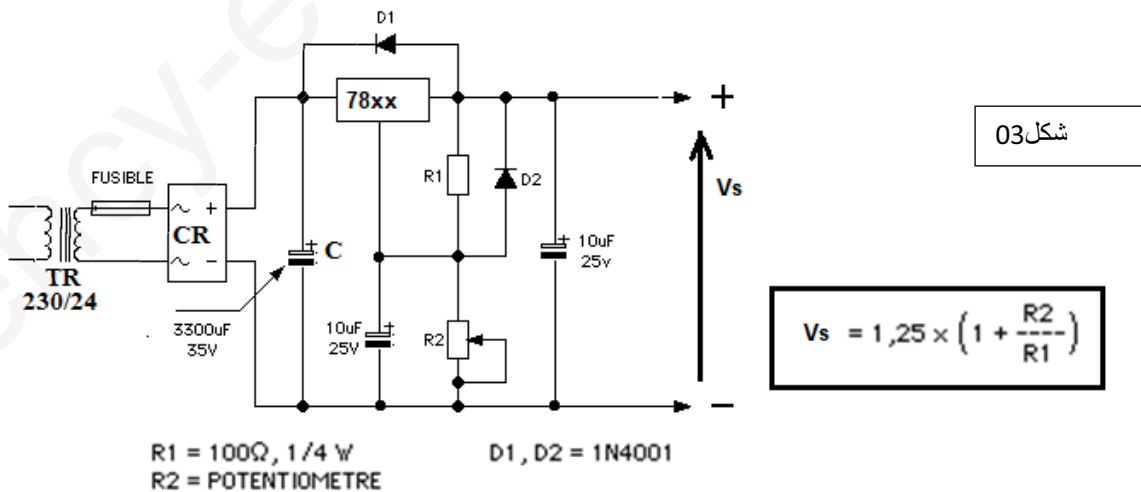 D1
78xx
+
شكل03
R1
D2
Vs
FUSIBLE
~ +
CR
~ -
TR
230/24
+
C
3300uF
35V
+
10uF
25V
R2
+
10uF
25v
Vs = 1,25 × (1 + R2/R1)
−
R1 = 100Ω, 1/4 W
R2 = POTENTIOMETRE
D1, D2 = 1N4001
ency-e